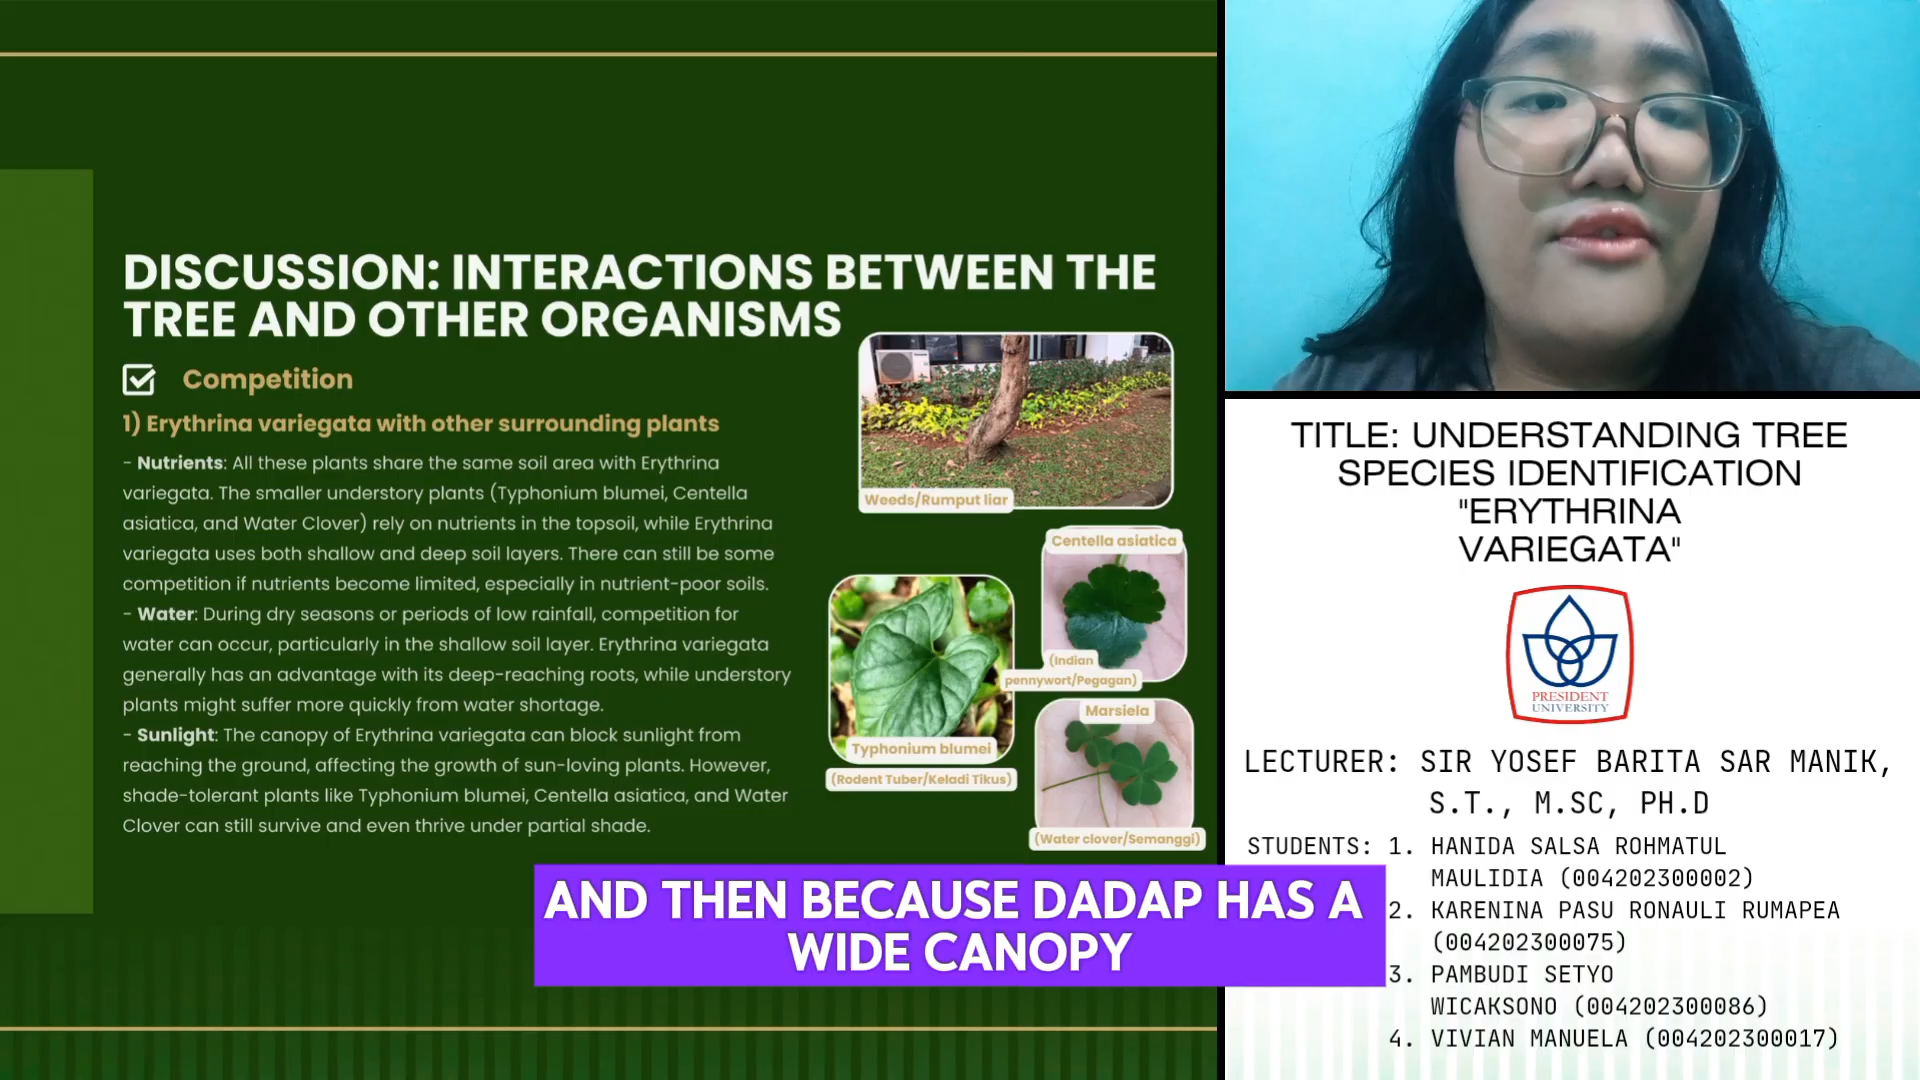 DISCUSSION: INTERACTIONS BETWEEN THE
TREE AND OTHER ORGANISMS
Competition
1) Erythrina variegata with other surrounding plants
- Nutrients: All these plants share the same soil area with Erythrina
variegata. The smaller understory plants (Typhonium blumei, Centella
asiatica, and Water Clover) rely on nutrients in the topsoil, while Erythrina
variegata uses both shallow and deep soil layers. There can still be some
competition if nutrients become limited, especially in nutrient-poor soils.
- Water: During dry seasons or periods of low rainfall, competition for
water can occur, particularly in the shallow soil layer. Erythrina variegata
generally has an advantage with its deep-reaching roots, while understory
plants might suffer more quickly from water shortage.
- Sunlight: The canopy of Erythrina variegata can block sunlight from
reaching the ground, affecting the growth of sun-loving plants. However,
shade-tolerant plants like Typhonium blumei, Centella asiatica, and Water
Clover can still survive and even thrive under partial shade.
Weeds/Rumput liar
Centella asiatica
(Indian
pennywort/Pegagan)
Typhonium blumei
(Rodent Tuber/Keladi Tikus)
Marsiela
(Water clover/Semanggi)
AND THEN BECAUSE DADAP HAS A
WIDE CANOPY
TITLE: UNDERSTANDING TREE
SPECIES IDENTIFICATION
"ERYTHRINA
VARIEGATA"
PRESIDENT
UNIVERSITY
LECTURER: SIR YOSEF BARITA SAR MANIK,
S.T., M.SC, PH.D
STUDENTS: 1. HANIDA SALSA ROHMATUL
MAULIDIA (004202300002)
2. KARENINA PASU RONAULI RUMAPEA
(004202300075)
3. PAMBUDI SETYO
WICAKSONO (004202300086)
4. VIVIAN MANUELA (004202300017)